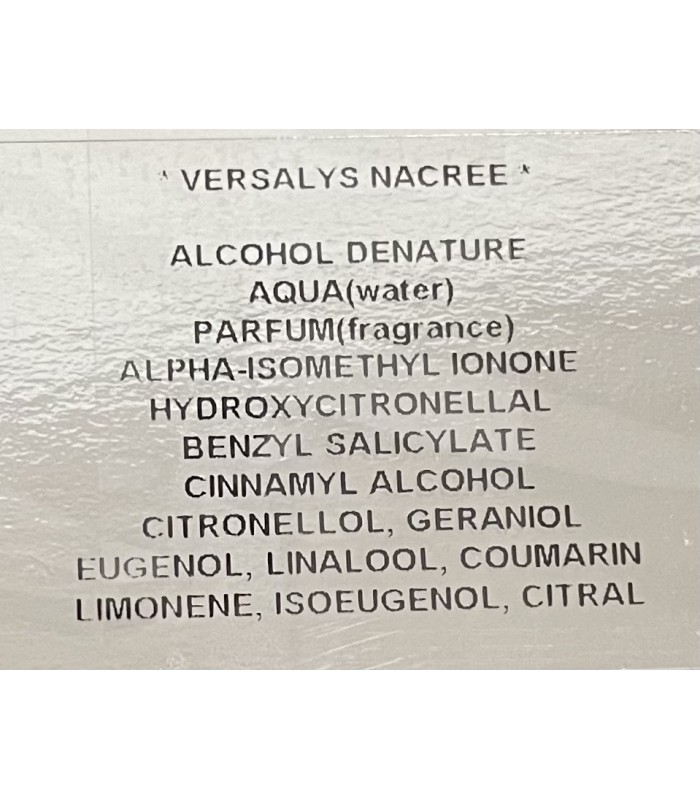 * VERSALYS NACREE *
ALCOHOL DENATURE
AQUA(water)
PARFUM(fragrance)
ALPHA-ISOMETHYL IONONE
HYDROXYCITRONELLAL
BENZYL SALICYLATE
CINNAMYL ALCOHOL
CITRONELLOL, GERANIOL
EUGENOL, LINALOOL, COUMARIN
LIMONENE, ISOEUGENOL, CITRAL